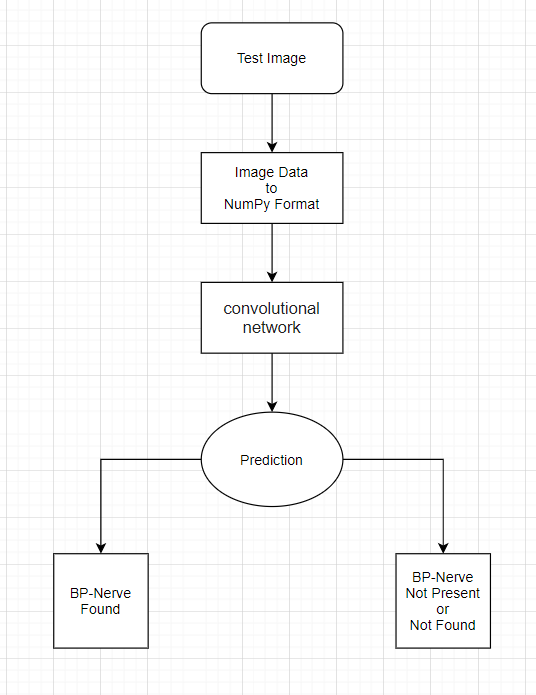 Test Image
Image Data
to
NumPy Format
convolutional
network
Prediction
BP-Nerve
Found
BP-Nerve
Not Present
or
Not Found